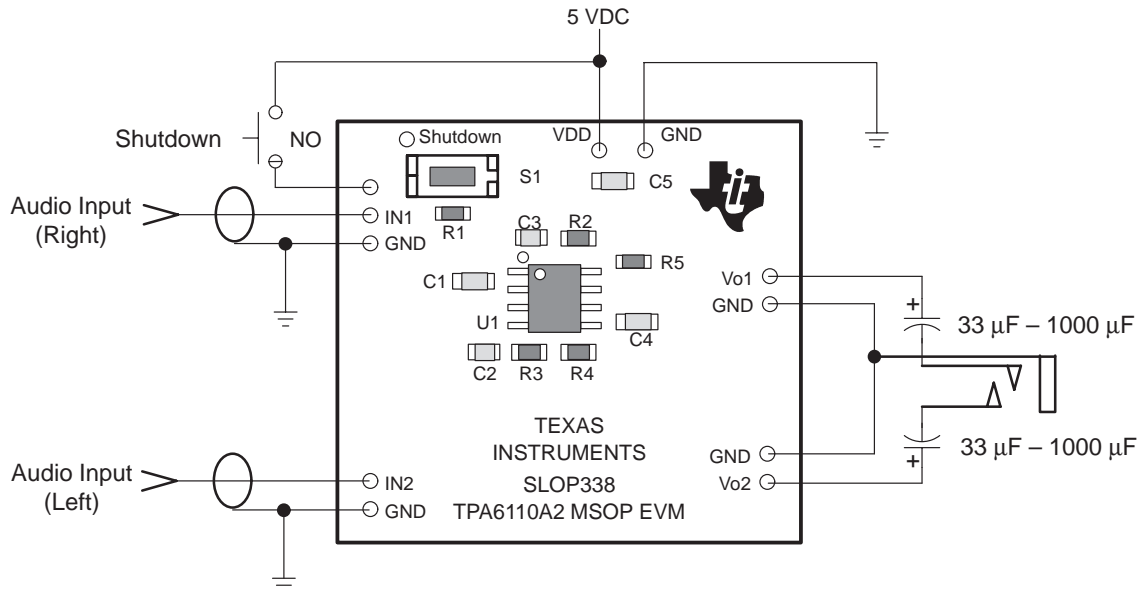 5 VDC
Shutdown
NO
Shutdown
VDD
GND
S1
C5
Audio Input
(Right)
IN1
GND
R1
C3
R2
R5
C1
U1
C4
C2
R3
R4
Vo1
GND
+
33 μF – 1000 μF
TEXAS
INSTRUMENTS
SLOP338
TPA6110A2 MSOP EVM
Audio Input
(Left)
IN2
GND
GND
Vo2
+
33 μF – 1000 μF